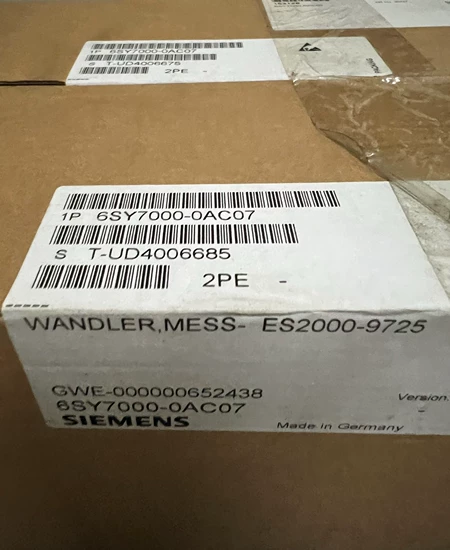 1P 6SY7000-0AC07
S T-UD4006675
2PE -
1P 6SY7000-0AC07
S T-UD4006685
2PE -
WANDLER,MESS- ES2000-9725
GWE-000000652438
Version.
6SY7000-0AC07
-
SIEMENS
Made in Germany